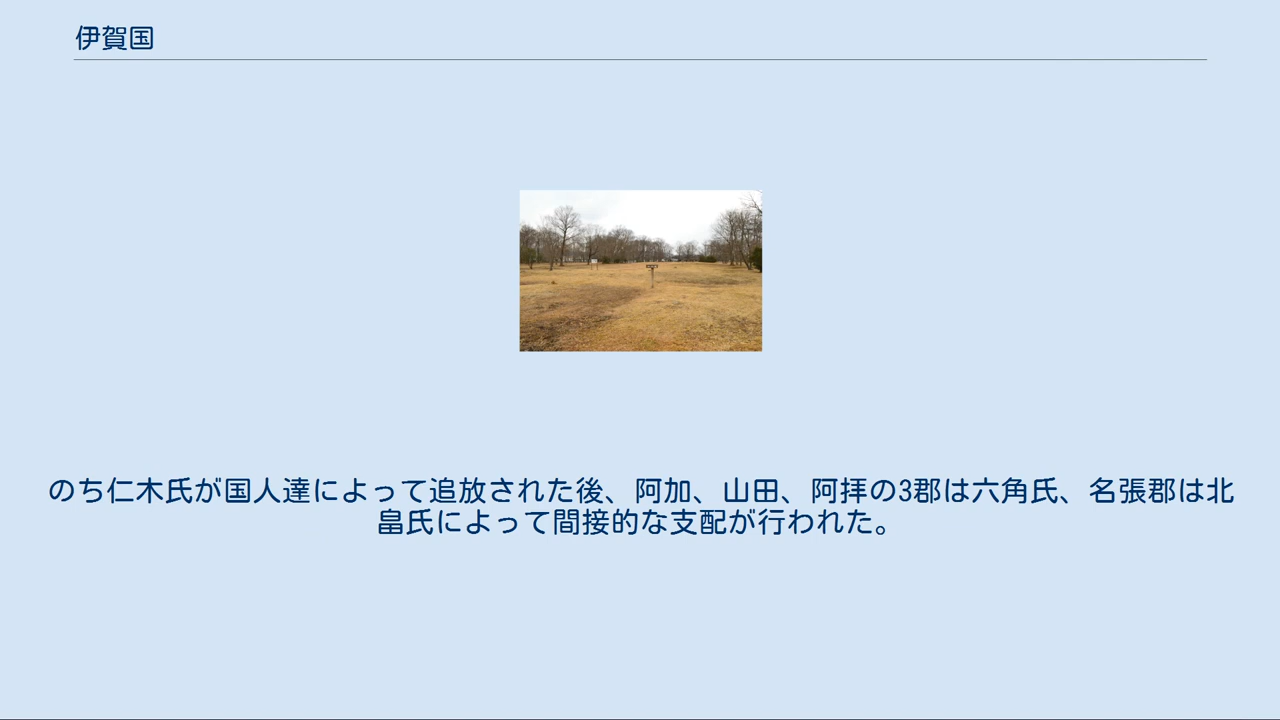 伊賀国
のち仁木氏が国人達によって追放された後、阿加、山田、阿拝の3郡は六角氏、名張郡は北
畠氏によって間接的な支配が行われた。